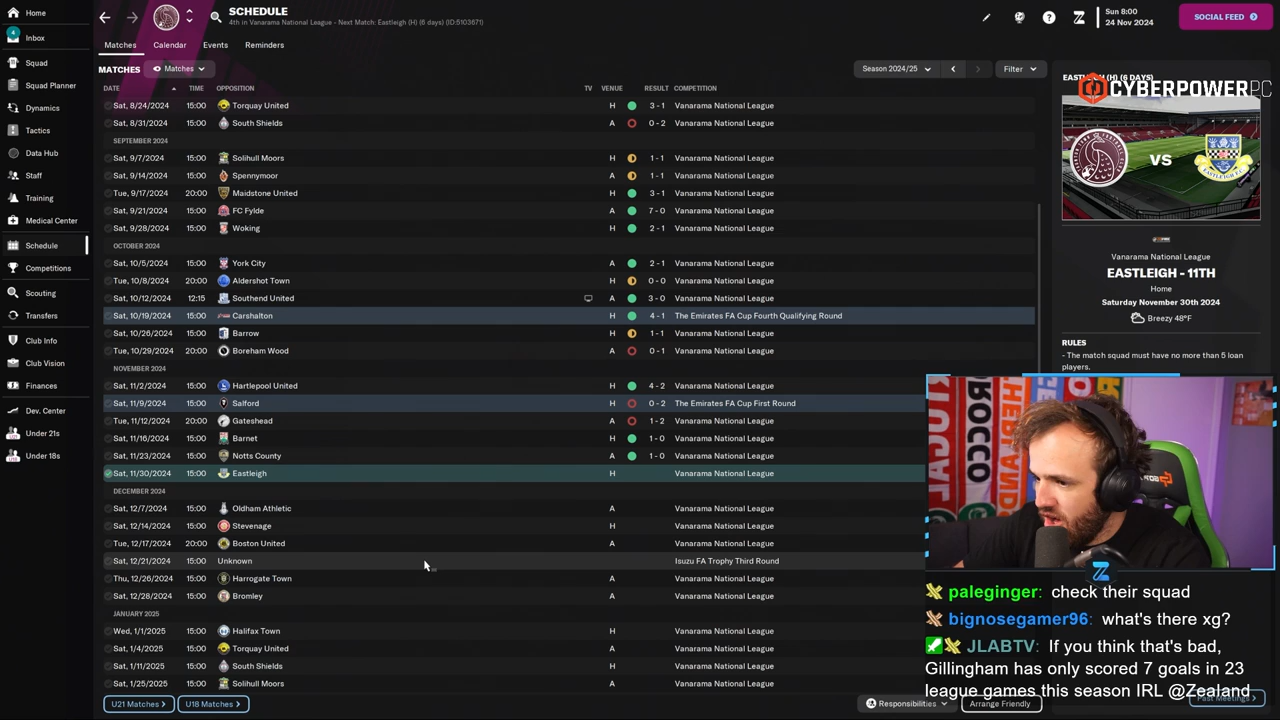 Home
4
Inbox
Squad
Squad Planner
Dynamics
Tactics
Data Hub
Staff
Training
Medical Center
Schedule
Competitions
Scouting
Transfers
Club Info
Club Vision
Finances
Dev. Center
Under 21s
Under 18s
SCHEDULE
4th in Vanarama National League - Next Match: Eastleigh (H) (6 days) (ID:5103671)
Sun 8:00
24 Nov 2024
SOCIAL FEED
Matches Calendar Events Reminders
MATCHES Matches
Season 2024/25 Filter
DATE TIME OPPOSITION TV VENUE RESULT COMPETITION
Sat, 8/24/2024 15:00 Torquay United H 3 - 1 Vanarama National League
Sat, 8/31/2024 15:00 South Shields A 0 - 2 Vanarama National League
SEPTEMBER 2024
Sat, 9/7/2024 15:00 Solihull Moors H 1 - 1 Vanarama National League
Sat, 9/14/2024 15:00 Spennymoor A 1 - 1 Vanarama National League
Tue, 9/17/2024 20:00 Maidstone United H 3 - 1 Vanarama National League
Sat, 9/21/2024 15:00 FC Fylde A 7 - 0 Vanarama National League
Sat, 9/28/2024 15:00 Woking H 2 - 1 Vanarama National League
OCTOBER 2024
Sat, 10/5/2024 15:00 York City A 2 - 1 Vanarama National League
Tue, 10/8/2024 20:00 Aldershot Town H 0 - 0 Vanarama National League
Sat, 10/12/2024 12:15 Southend United A 3 - 0 Vanarama National League
Sat, 10/19/2024 15:00 Carshalton H 4 - 1 The Emirates FA Cup Fourth Qualifying Round
Sat, 10/26/2024 15:00 Barrow H 1 - 1 Vanarama National League
Tue, 10/29/2024 20:00 Boreham Wood A 0 - 1 Vanarama National League
NOVEMBER 2024
Sat, 11/2/2024 15:00 Hartlepool United H 4 - 2 Vanarama National League
Sat, 11/9/2024 15:00 Salford H 0 - 2 The Emirates FA Cup First Round
Tue, 11/12/2024 20:00 Gateshead A 1 - 2 Vanarama National League
Sat, 11/16/2024 15:00 Barnet H 1 - 0 Vanarama National League
Sat, 11/23/2024 15:00 Notts County A 1 - 0 Vanarama National League
Sat, 11/30/2024 15:00 Eastleigh H Vanarama National League
DECEMBER 2024
Sat, 12/7/2024 15:00 Oldham Athletic A Vanarama National League
Sat, 12/14/2024 15:00 Stevenage H Vanarama National League
Tue, 12/17/2024 20:00 Boston United A Vanarama National League
Sat, 12/21/2024 15:00 Unknown Isuzu FA Trophy Third Round
Thu, 12/26/2024 15:00 Harrogate Town A Vanarama National League
Sat, 12/28/2024 15:00 Bromley A Vanarama National League
JANUARY 2025
Wed, 1/1/2025 15:00 Halifax Town H Vanarama National League
Sat, 1/4/2025 15:00 Torquay United A Vanarama National League
Sat, 1/11/2025 15:00 South Shields H Vanarama National League
Sat, 1/25/2025 15:00 Solihull Moors A Vanarama National League
U21 Matches > U18 Matches >
Responsibilities Arrange Friendly
Past Meetings >
EASTLEIGH (H) (6 DAYS)
CYBERPOWERPC
VS
EASTLEIGH F.C.
Vanarama National League
EASTLEIGH - 11TH
Home
Saturday November 30th 2024
Breezy 48°F
RULES
- The match squad must have no more than 5 loan
players.
paleginger: check their squad
bignosegamer96: what's there xg?
JLABTV: If you think that's bad,
Gillingham has only scored 7 goals in 23
league games this season IRL @Zealand